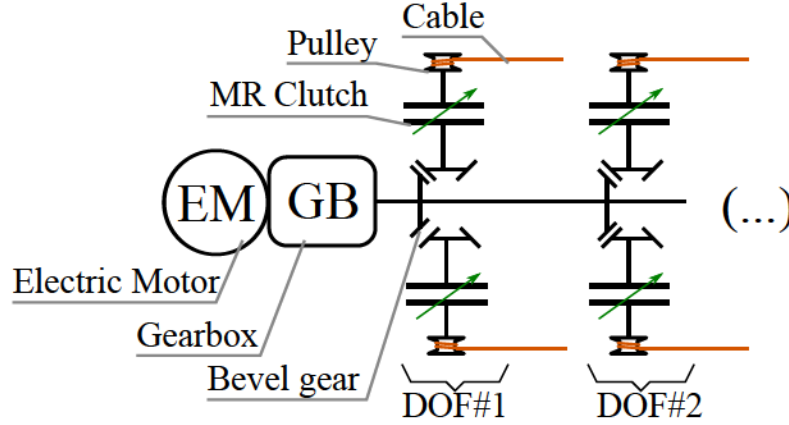 Cable
Pulley
MR Clutch
EM
GB
(...)
Electric Motor
Gearbox
Bevel gear
DOF#1
DOF#2